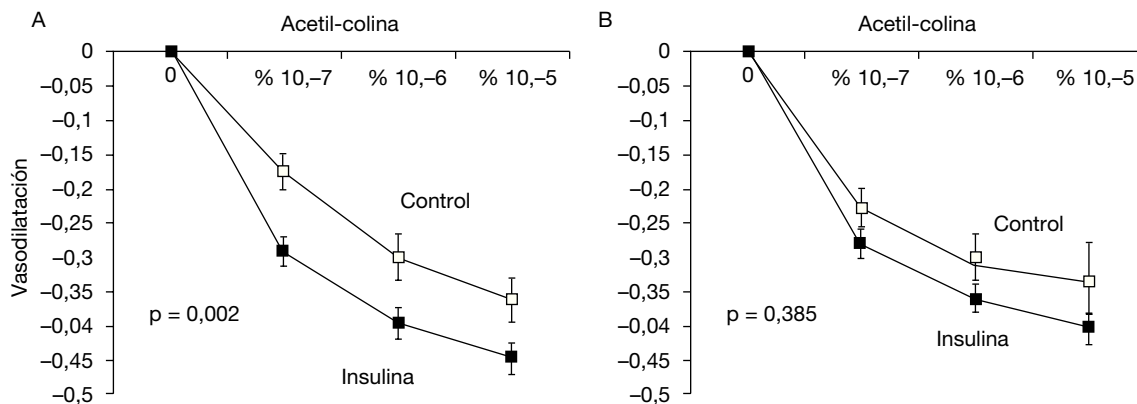 A
Acetil-colina
0
–0,05
–0,1
–0,15
–0,2
–0,25
–0,3
–0,35
–0,04
–0,45
–0,5
Vasodilatación
0
% 10,–7
% 10,–6
% 10,–5
Control
p = 0,002
Insulina
B
Acetil-colina
0
–0,05
–0,1
–0,15
–0,2
–0,25
–0,3
–0,35
–0,04
–0,45
–0,5
0
% 10,–7
% 10,–6
% 10,–5
Control
p = 0,385
Insulina